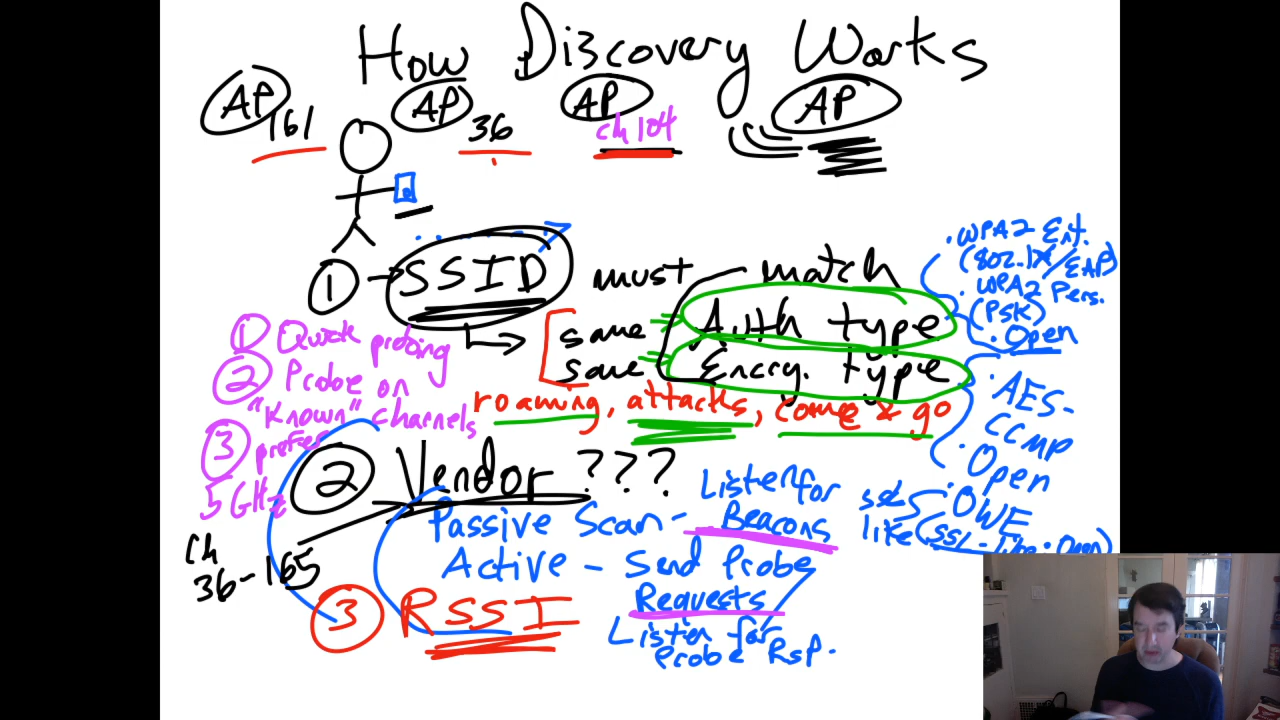 How Discovery Works
AP 161
AP 36
AP ch 104
AP
① SSID must match
same Auth type
same Encry. type
roaming, attacks, come & go
• WPA2 Ent.
(802.1X/EAP)
• WPA2 Pers.
(PSK)
• Open
• AES-
CCMP
• Open
• OWE
① Quick probing
② Probe on
"Known" channels
③ prefer
5 GHz
② Vendor ???
Ch
36-165
Passive Scan - Listen for
Beacons
Active - Send Probe
Requests
Listen for
Probe Rsp.
③ RSSI